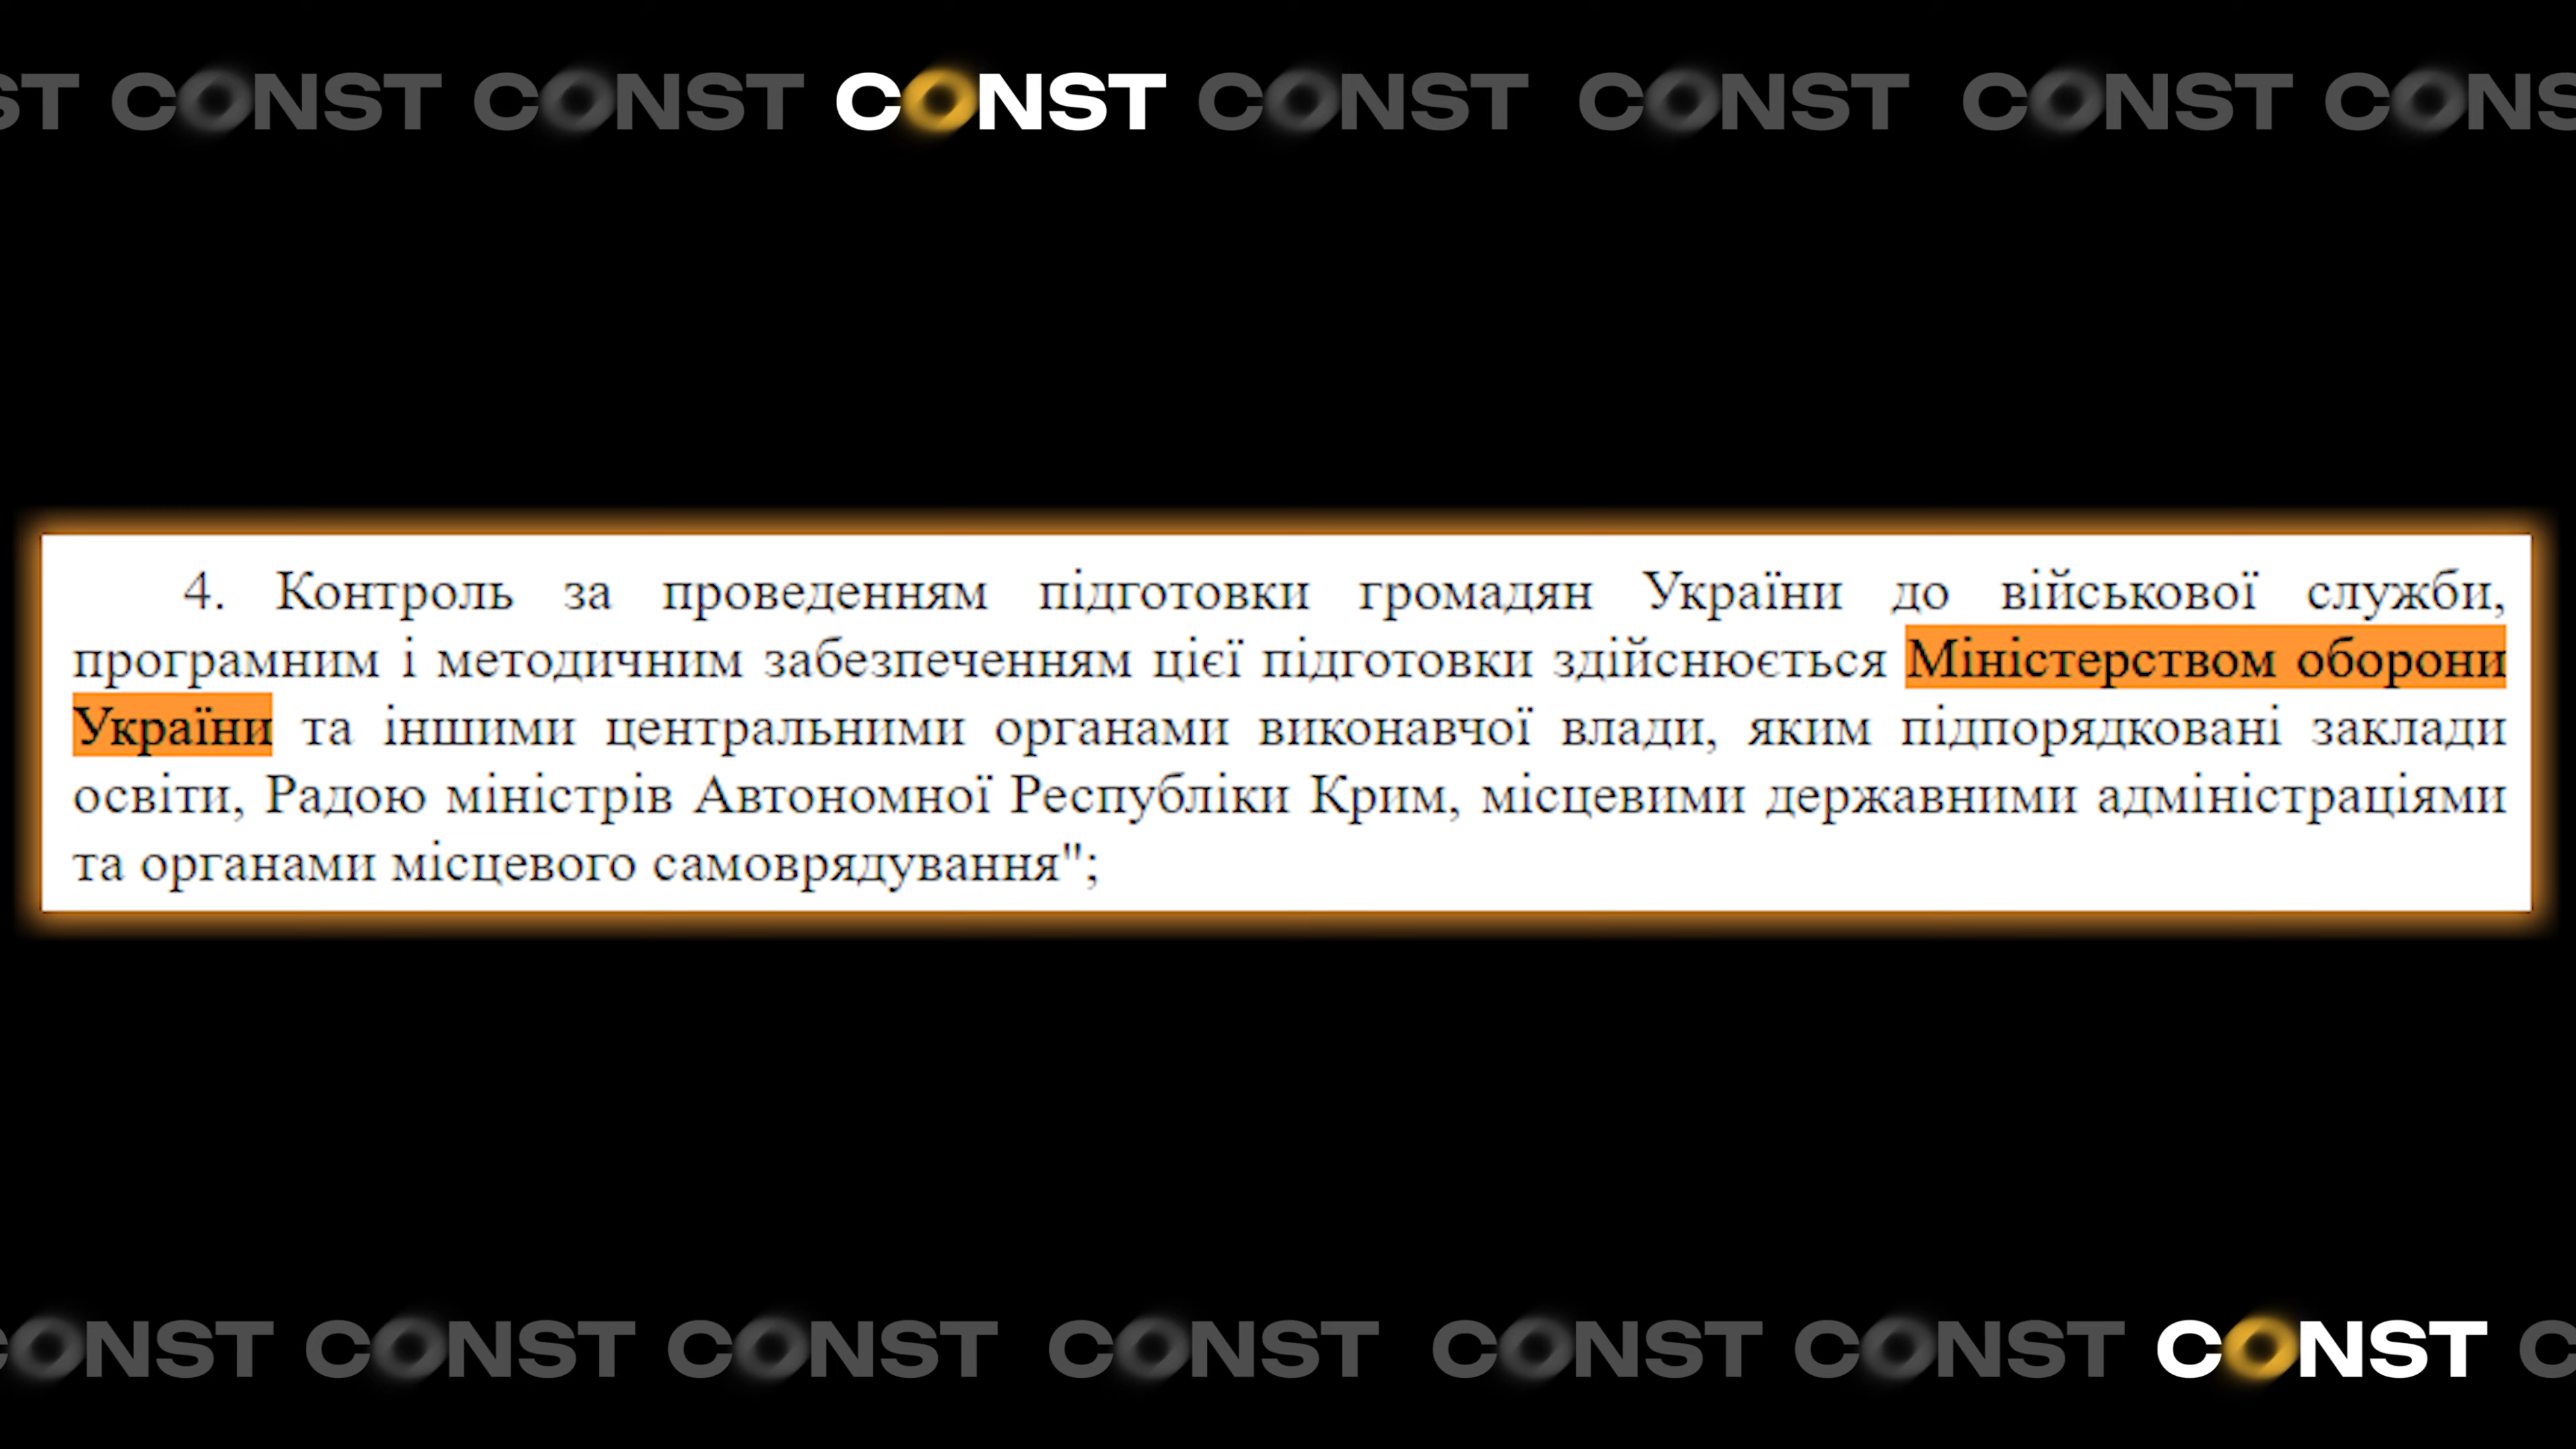 ST CONST CONST CONST CONST CONST CONST CONS
4. Контроль за проведенням підготовки громадян України до військової служби,
програмним і методичним забезпеченням цієї підготовки здійснюється Міністерством оборони
України та іншими центральними органами виконавчої влади, яким підпорядковані заклади
освіти, Радою міністрів Автономної Республіки Крим, місцевими державними адміністраціями
та органами місцевого самоврядування";
CONST CONST CONST CONST CONST CONST CONST C